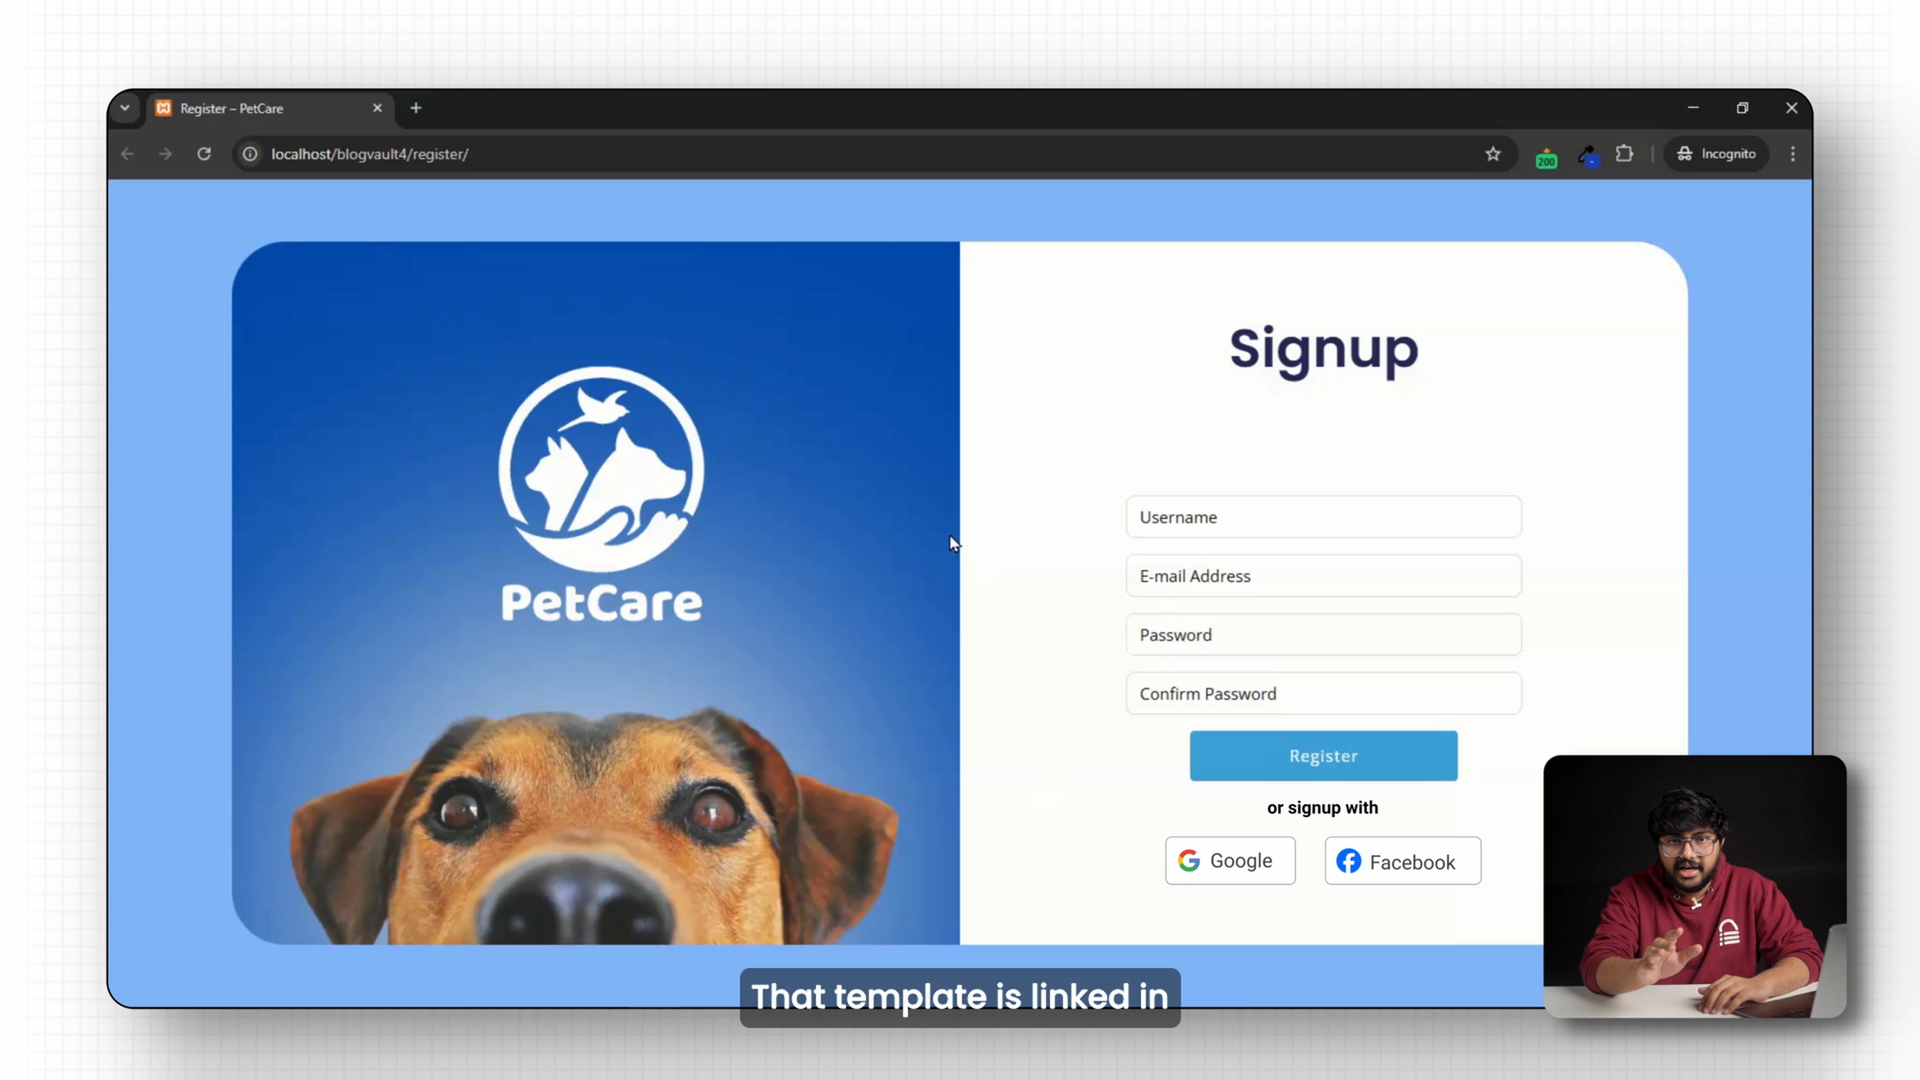 Register – PetCare
localhost/blogvault4/register/
200
Incognito
PetCare
Signup
Username
E-mail Address
Password
Confirm Password
Register
or signup with
Google
Facebook
That template is linked in